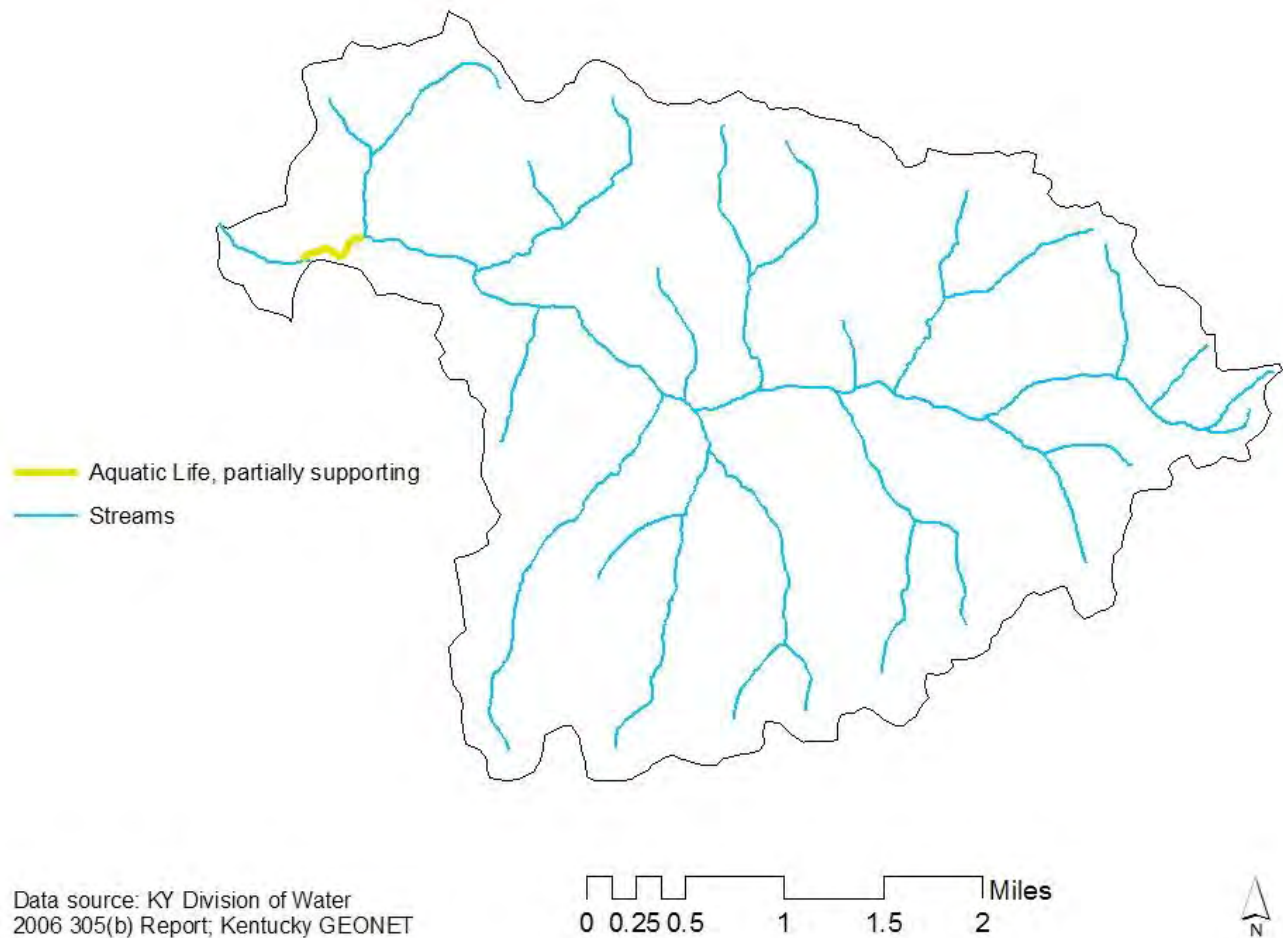 Aquatic Life, partially supporting
Streams
Data source: KY Division of Water
2006 305(b) Report; Kentucky GEONET
Miles
0 0.25 0.5 1 1.5 2
N